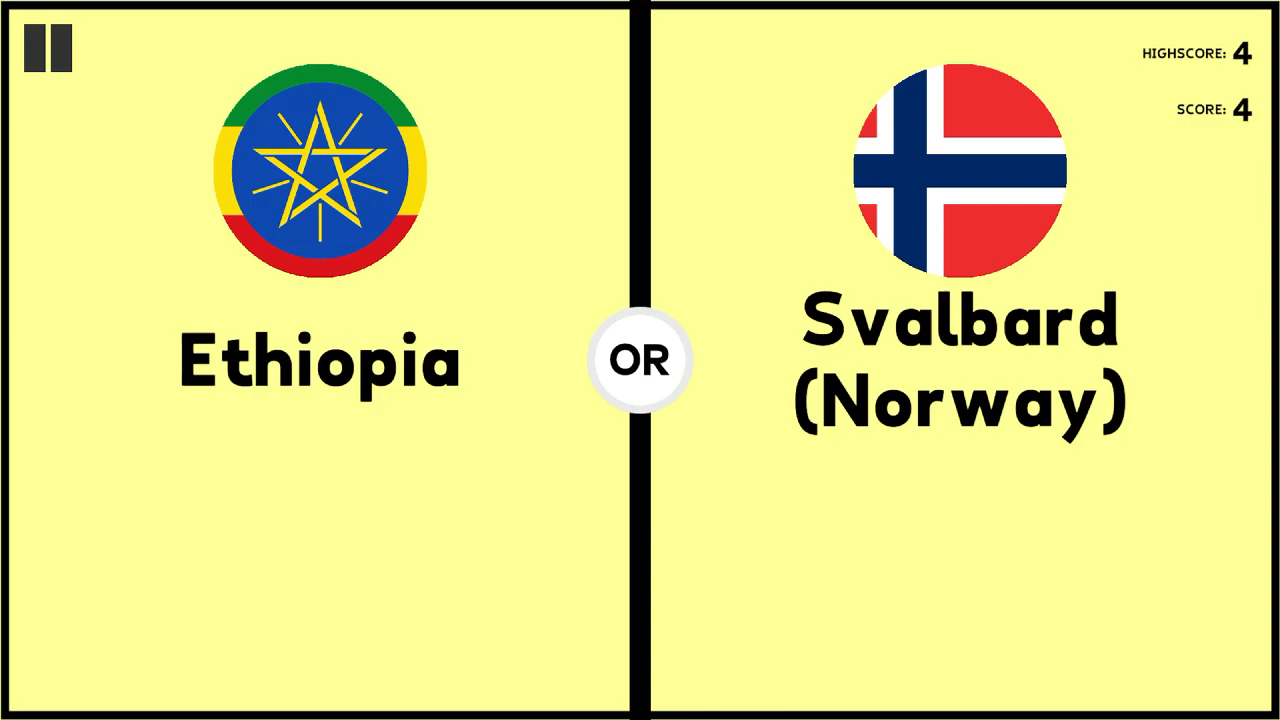 HIGHSCORE: 4
SCORE: 4
Ethiopia
OR
Svalbard
(Norway)